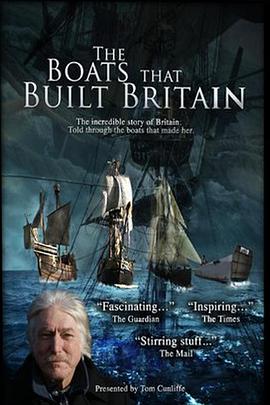 THE
BOATS THAT
BUILT BRITAIN
The incredible story of Britain:
Told through the boats that made her.
“Fascinating...” “Inspiring...”
The Guardian The Times
“Stirring stuff...”
The Mail
Presented by Tom Cunliffe